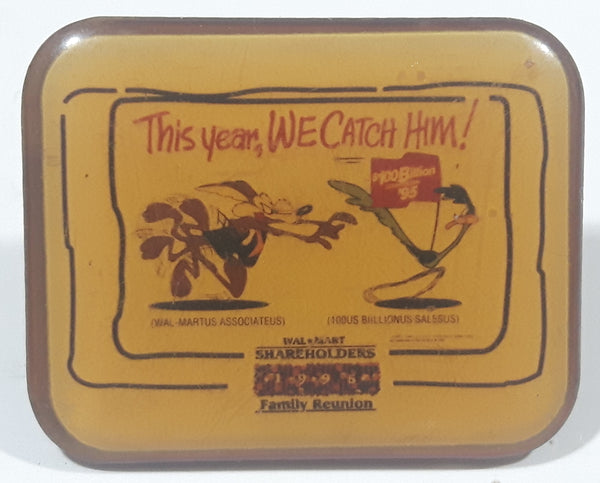 This year, WE CATCH HIM!
$100 Billion
'95
(WAL-MARTUS ASSOCIATEUS)
(100US BILLIONUS SALESUS)
WAL★MART
SHAREHOLDERS
1995
Family Reunion